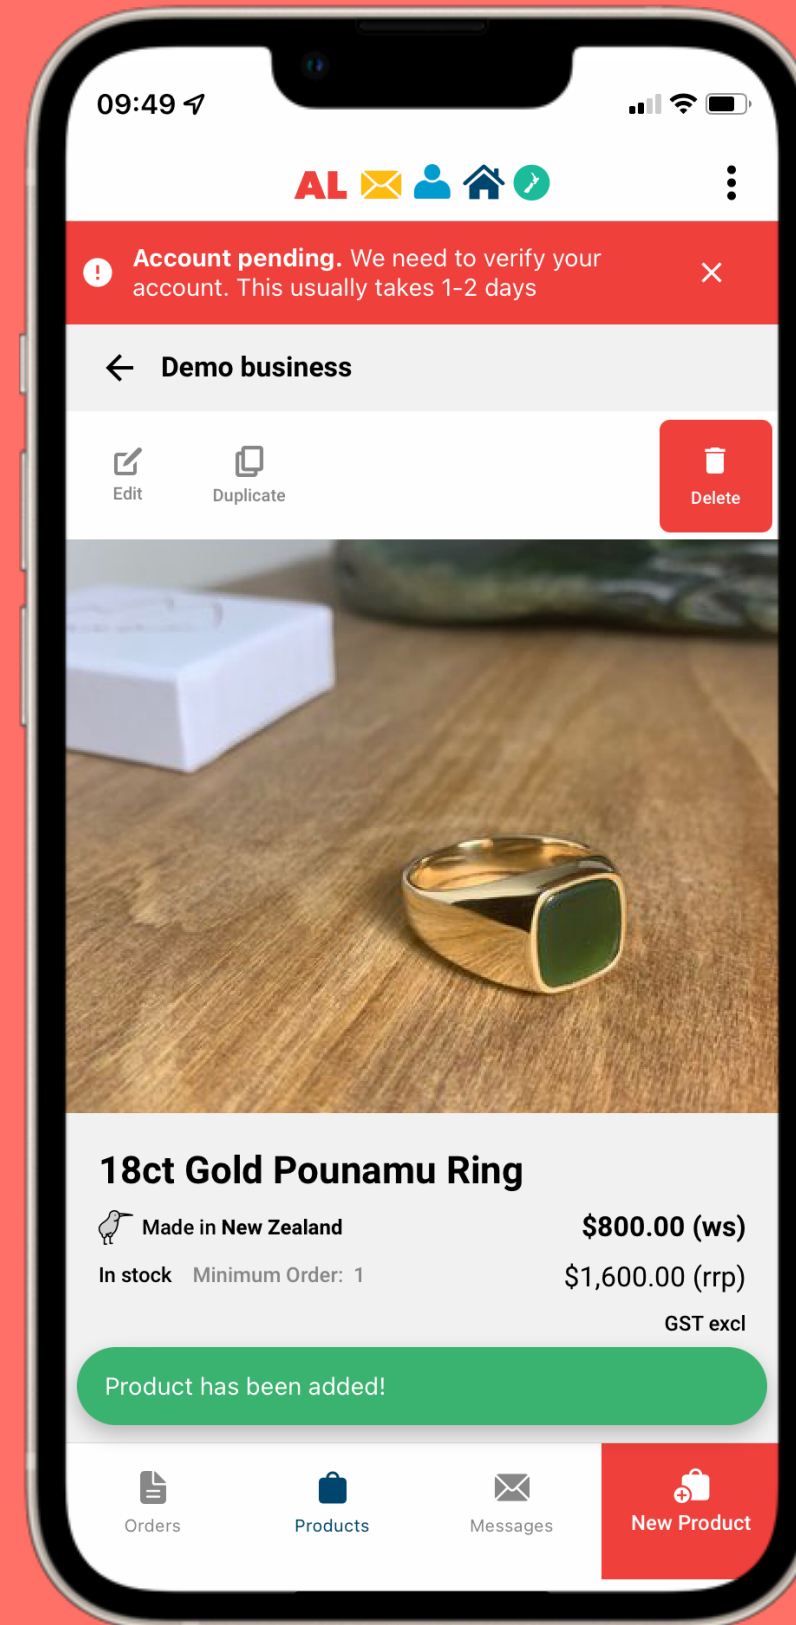 09:49
AL
Account pending. We need to verify your
account. This usually takes 1-2 days
Demo business
Edit
Duplicate
Delete
18ct Gold Pounamu Ring
Made in New Zealand
$800.00 (ws)
In stock Minimum Order: 1
$1,600.00 (rrp)
GST excl
Product has been added!
Orders
Products
Messages
New Product